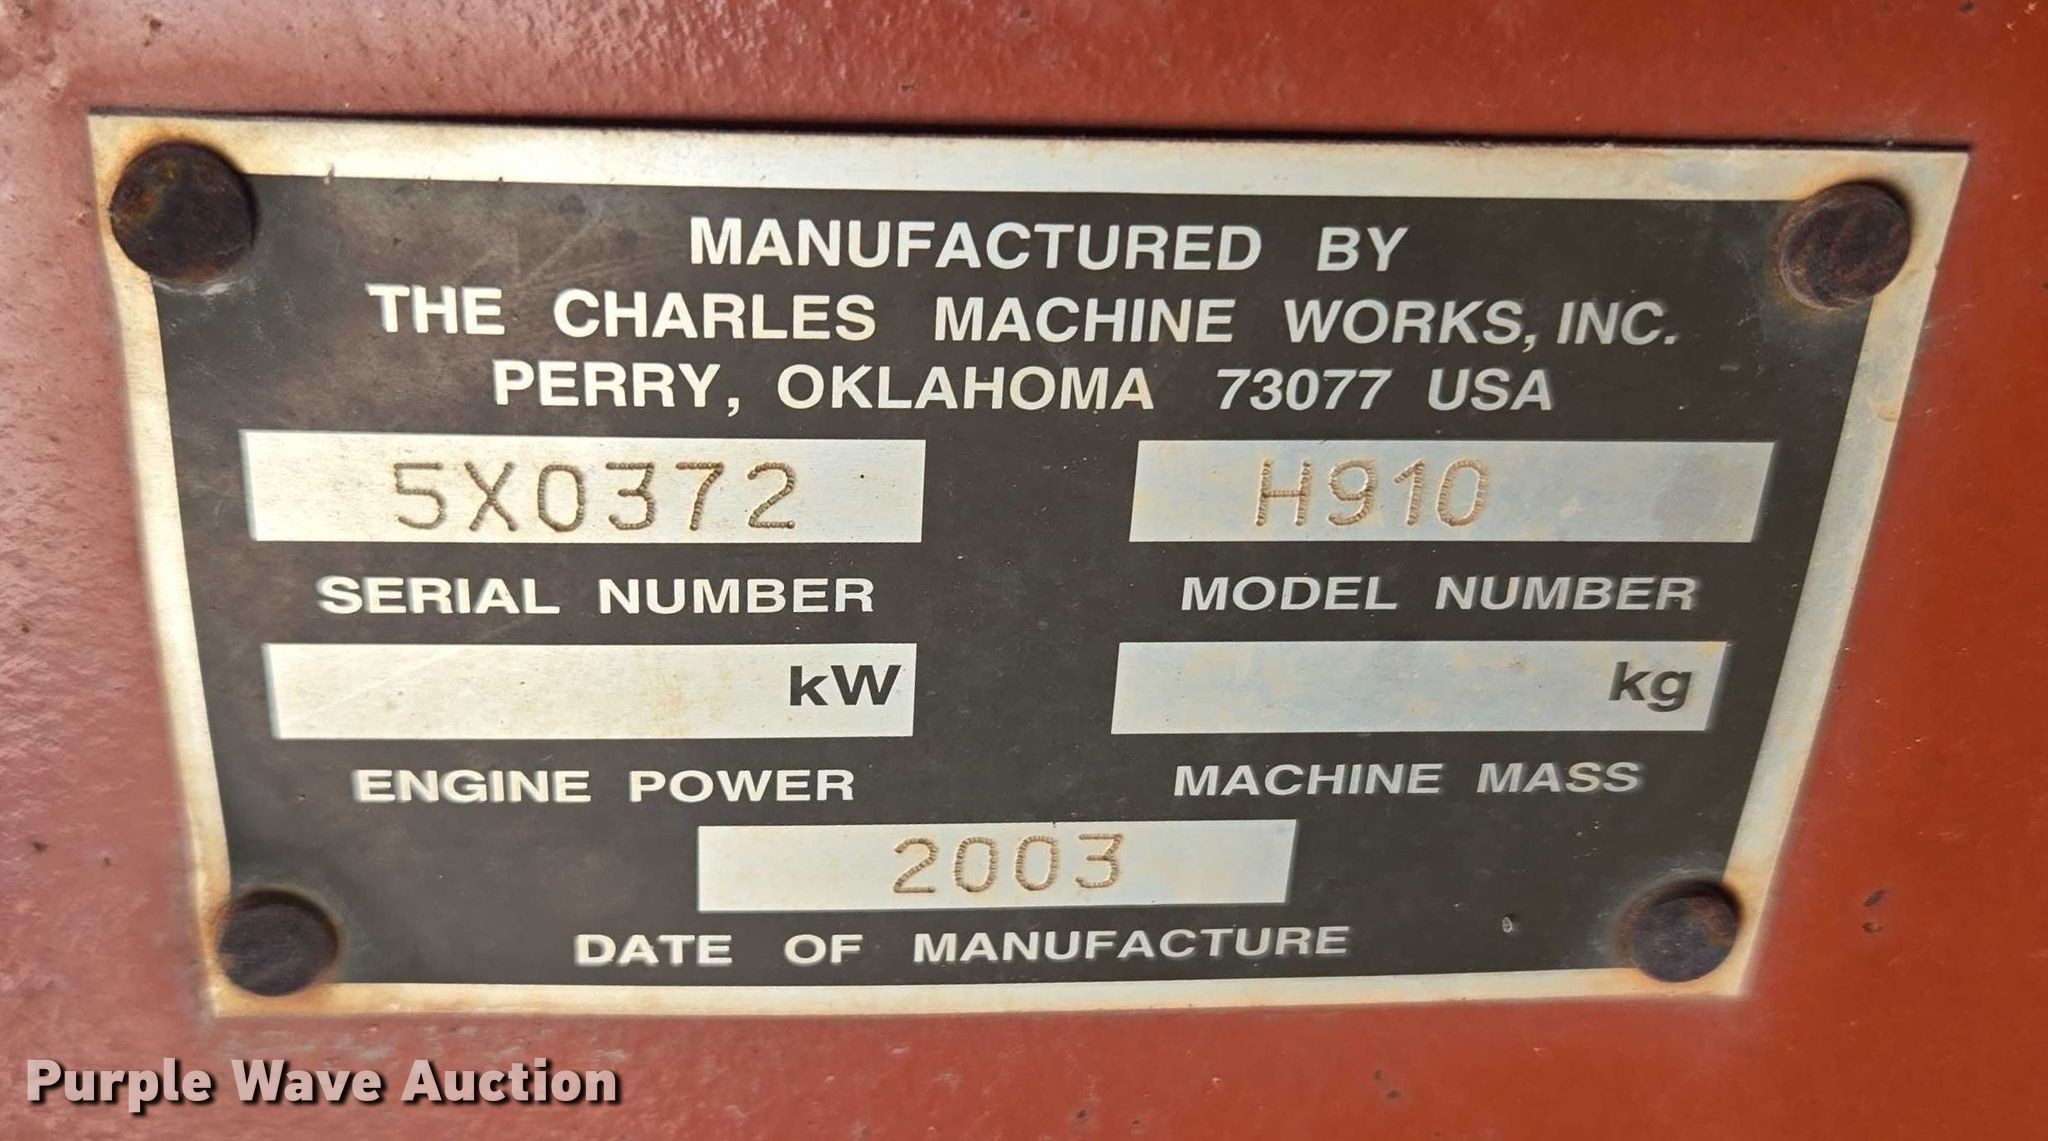 MANUFACTURED BY
THE CHARLES MACHINE WORKS, INC.
PERRY, OKLAHOMA 73077 USA
5X0372 H910
SERIAL NUMBER MODEL NUMBER
kW kg
ENGINE POWER MACHINE MASS
2003
DATE OF MANUFACTURE
Purple Wave Auction